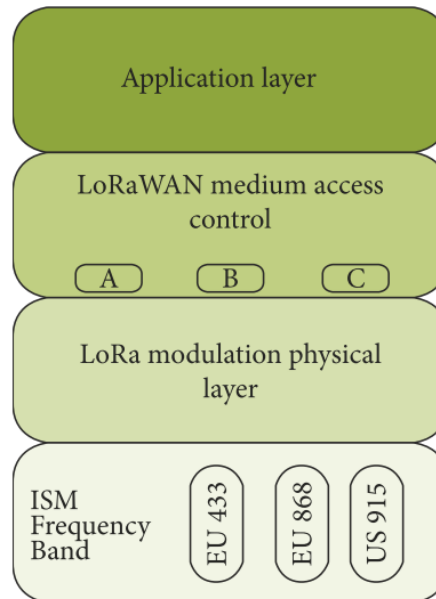 Application layer
LoRaWAN medium access
control
A B C
LoRa modulation physical
layer
ISM
Frequency
Band
EU 433
EU 868
US 915